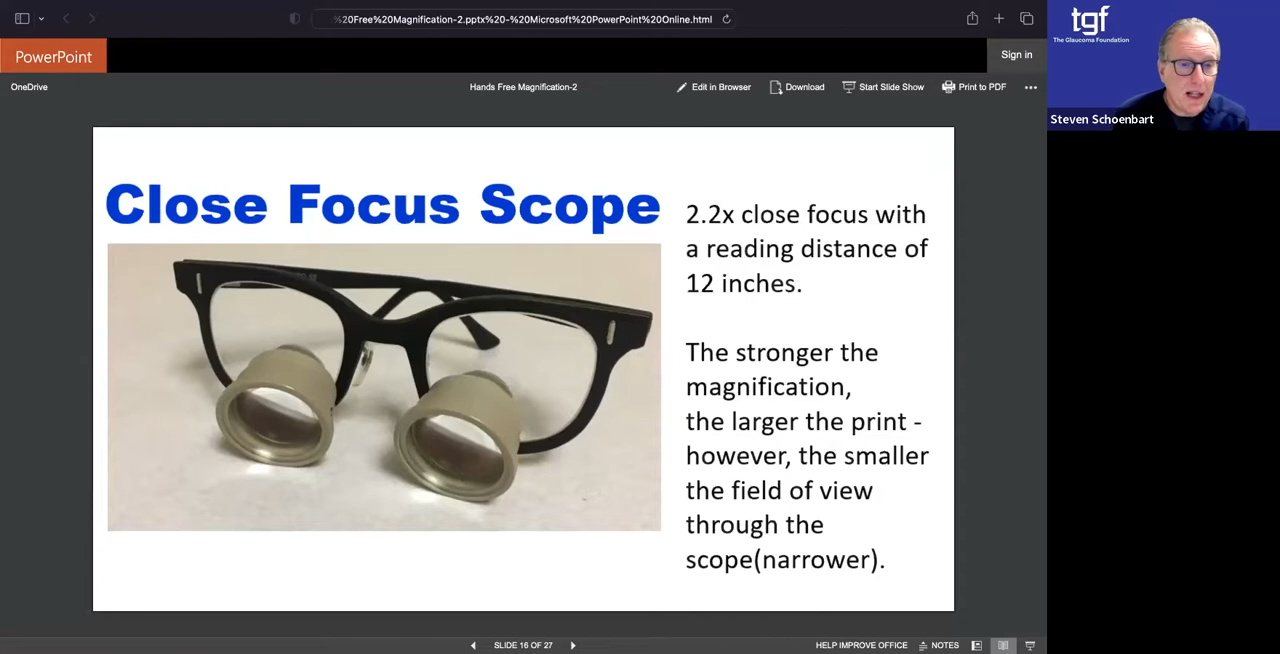 %20Free%20Magnification-2.pptx%20-%20Microsoft%20PowerPoint%20Online.html
tgf
The Glaucoma Foundation
Steven Schoenbart
PowerPoint
Sign in
OneDrive
Hands Free Magnification-2
Edit in Browser
Download
Start Slide Show
Print to PDF
Close Focus Scope
2.2x close focus with
a reading distance of
12 inches.
The stronger the
magnification,
the larger the print -
however, the smaller
the field of view
through the
scope(narrower).
SLIDE 16 OF 27
HELP IMPROVE OFFICE
NOTES